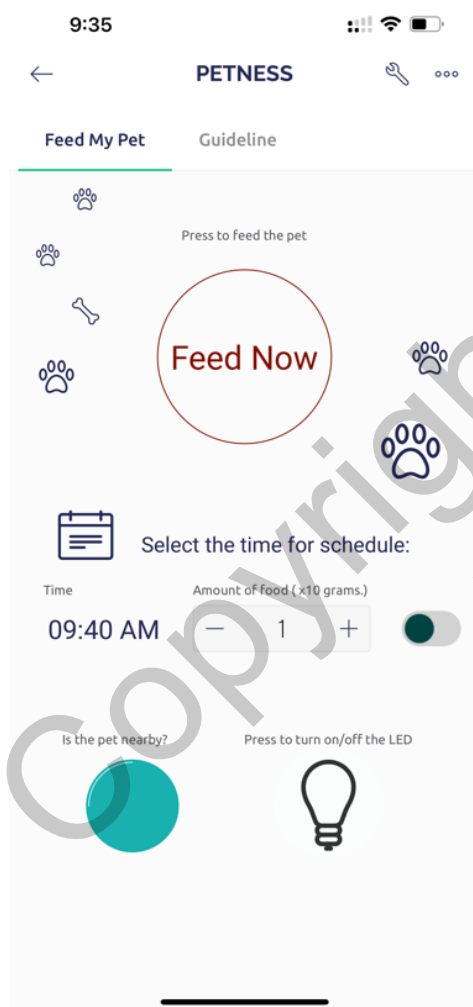 9:35
PETNESS
Feed My Pet Guideline
Press to feed the pet
Feed Now
Select the time for schedule:
Time Amount of food ( x10 grams.)
09:40 AM − 1 +
Is the pet nearby? Press to turn on/off the LED
Copyrigh